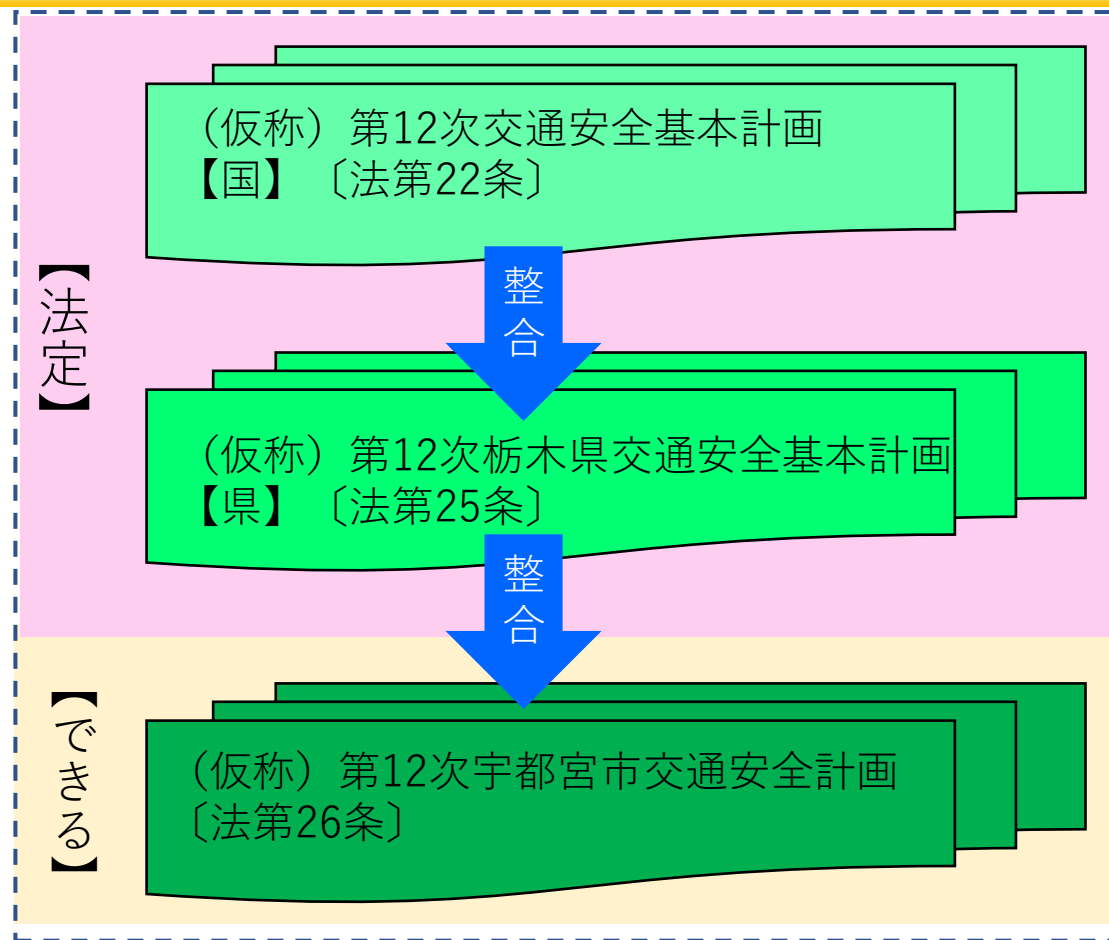 【法定】
（仮称）第12次交通安全基本計画
【国】〔法第22条〕
整合
（仮称）第12次栃木県交通安全基本計画
【県】〔法第25条〕
整合
【できる】
（仮称）第12次宇都宮市交通安全計画
〔法第26条〕